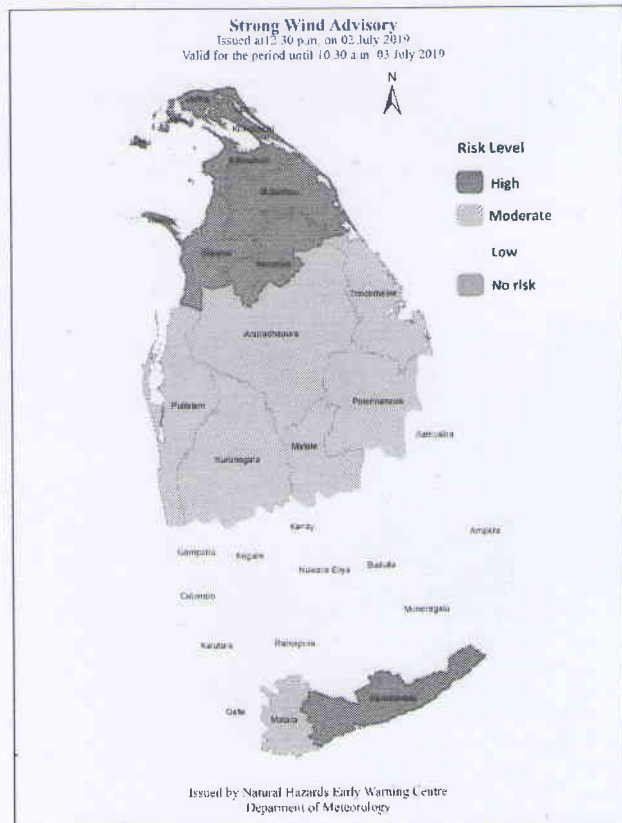 Strong Wind Advisory
Issued at 12.30 p.m. on 02 July 2019
Valid for the period until 10.30 a.m. 03 July 2019
N
Risk Level
High
Moderate
Low
No risk
Kilinochchi
Mullaitivu
Mannar
Vavuniya
Trincomalee
Anuradhapura
Puttalam
Polonnaruwa
Batticaloa
Matale
Kurunegala
Kandy
Ampara
Gampaha
Kegalle
Nuwara Eliya
Badulla
Colombo
Moneragala
Kalutara
Ratnapura
Hambantota
Galle
Matara
Issued by Natural Hazards Early Warning Centre
Department of Meteorology